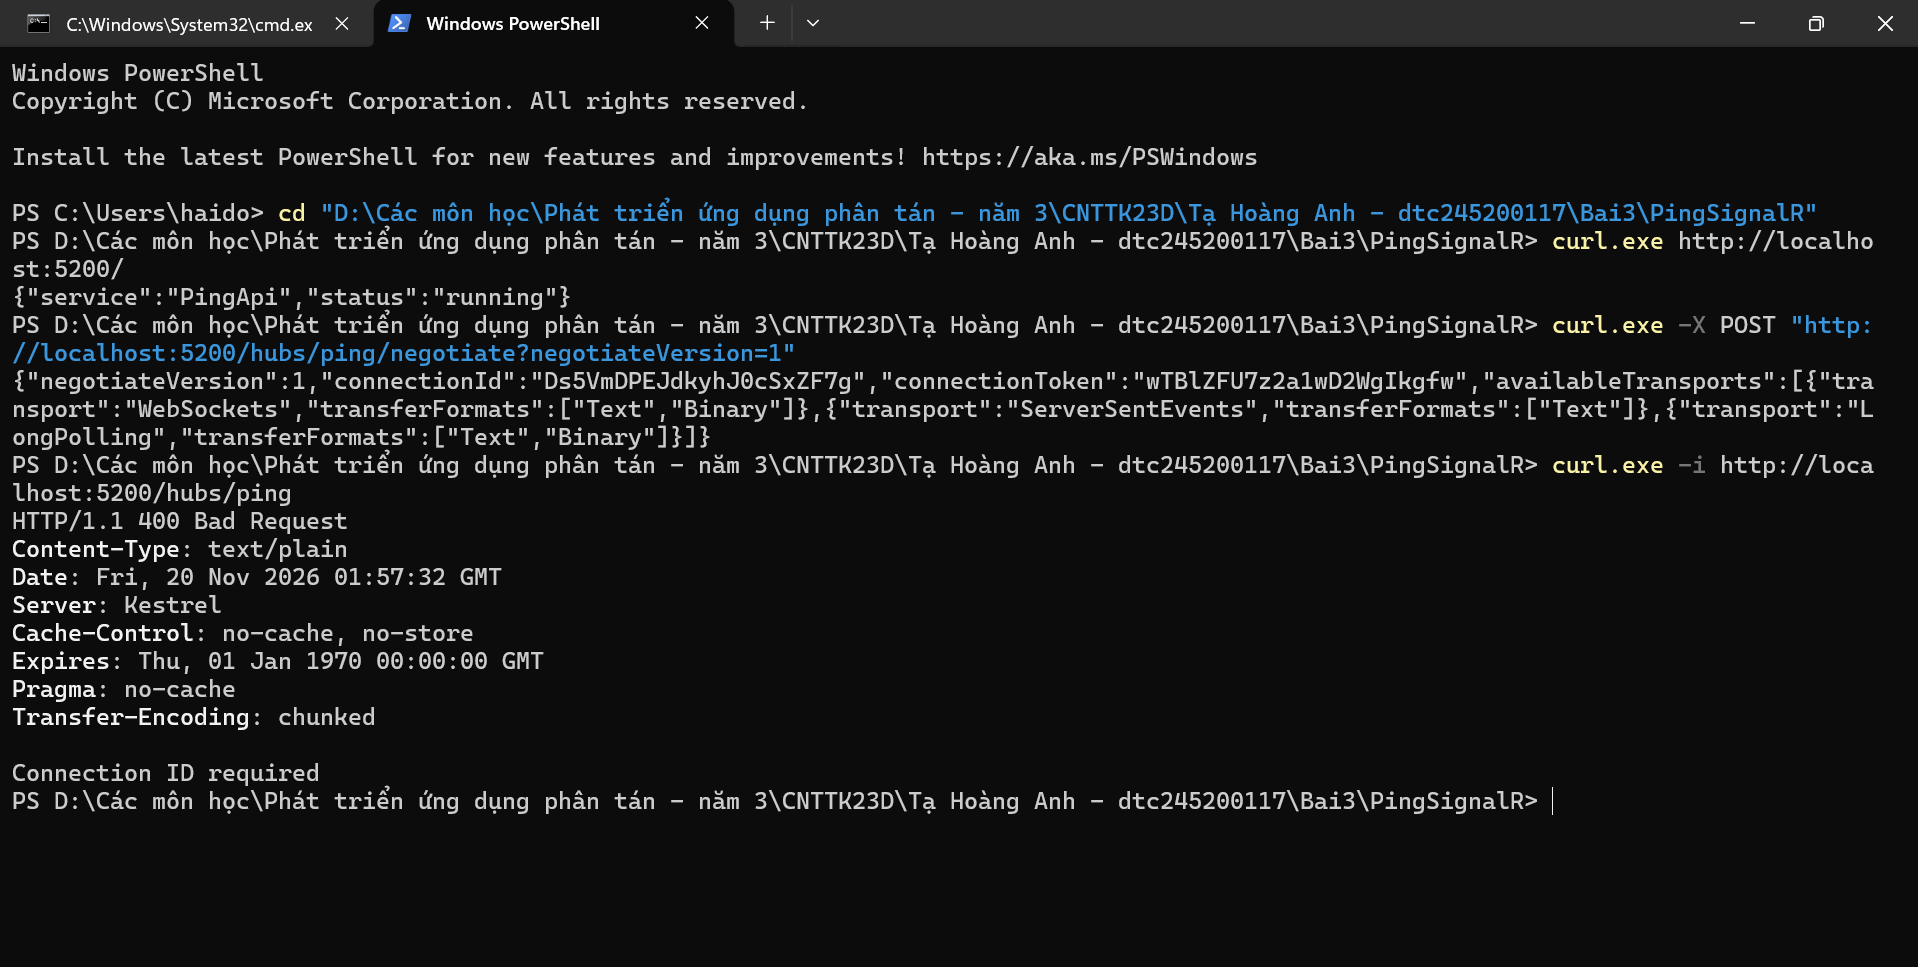 C:\Windows\System32\cmd.ex
Windows PowerShell
Windows PowerShell
Copyright (C) Microsoft Corporation. All rights reserved.
Install the latest PowerShell for new features and improvements! https://aka.ms/PSWindows
PS C:\Users\haido> cd "D:\Các môn học\Phát triển ứng dụng phân tán - năm 3\CNTTK23D\Tạ Hoàng Anh - dtc245200117\Bai3\PingSignalR"
PS D:\Các môn học\Phát triển ứng dụng phân tán - năm 3\CNTTK23D\Tạ Hoàng Anh - dtc245200117\Bai3\PingSignalR> curl.exe http://localho
st:5200/
{"service":"PingApi","status":"running"}
PS D:\Các môn học\Phát triển ứng dụng phân tán - năm 3\CNTTK23D\Tạ Hoàng Anh - dtc245200117\Bai3\PingSignalR> curl.exe -X POST "http:
//localhost:5200/hubs/ping/negotiate?negotiateVersion=1"
{"negotiateVersion":1,"connectionId":"Ds5VmDPEJdkyhJ0cSxZF7g","connectionToken":"wTBlZFU7z2a1wD2WgIkgfw","availableTransports":[{"tra
nsport":"WebSockets","transferFormats":["Text","Binary"]},{"transport":"ServerSentEvents","transferFormats":["Text"]},{"transport":"L
ongPolling","transferFormats":["Text","Binary"]}]}
PS D:\Các môn học\Phát triển ứng dụng phân tán - năm 3\CNTTK23D\Tạ Hoàng Anh - dtc245200117\Bai3\PingSignalR> curl.exe -i http://loca
lhost:5200/hubs/ping
HTTP/1.1 400 Bad Request
Content-Type: text/plain
Date: Fri, 20 Nov 2026 01:57:32 GMT
Server: Kestrel
Cache-Control: no-cache, no-store
Expires: Thu, 01 Jan 1970 00:00:00 GMT
Pragma: no-cache
Transfer-Encoding: chunked
Connection ID required
PS D:\Các môn học\Phát triển ứng dụng phân tán - năm 3\CNTTK23D\Tạ Hoàng Anh - dtc245200117\Bai3\PingSignalR>